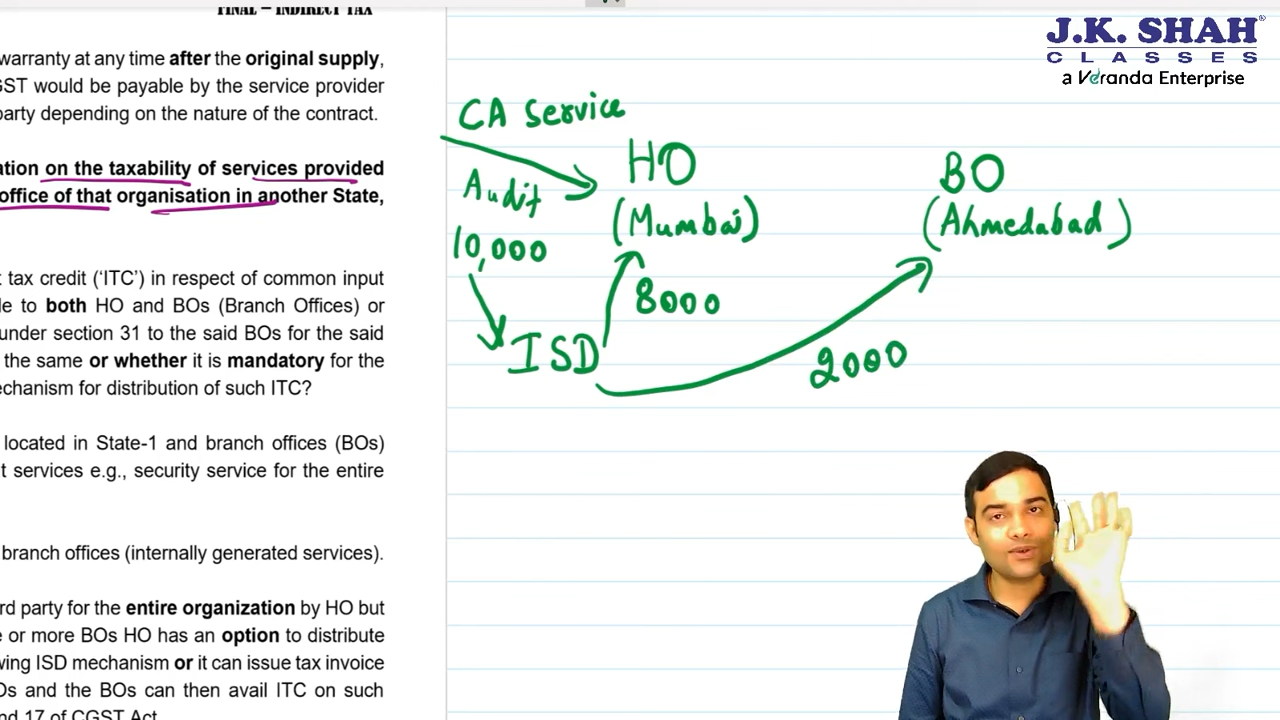 FINAL – INDIRECT TAX
warranty at any time after the original supply,
GST would be payable by the service provider
party depending on the nature of the contract.
ation on the taxability of services provided
office of that organisation in another State,
t tax credit ('ITC') in respect of common input
le to both HO and BOs (Branch Offices) or
under section 31 to the said BOs for the said
the same or whether it is mandatory for the
echanism for distribution of such ITC?
located in State-1 and branch offices (BOs)
t services e.g., security service for the entire
branch offices (internally generated services).
rd party for the entire organization by HO but
e or more BOs HO has an option to distribute
wing ISD mechanism or it can issue tax invoice
Os and the BOs can then avail ITC on such
nd 17 of CGST Act.
J.K. SHAH®
CLASSES
a Veranda Enterprise
CA Service
HO
BO
Audit
(Mumbai)
(Ahmedabad)
10,000
8000
ISD
2000